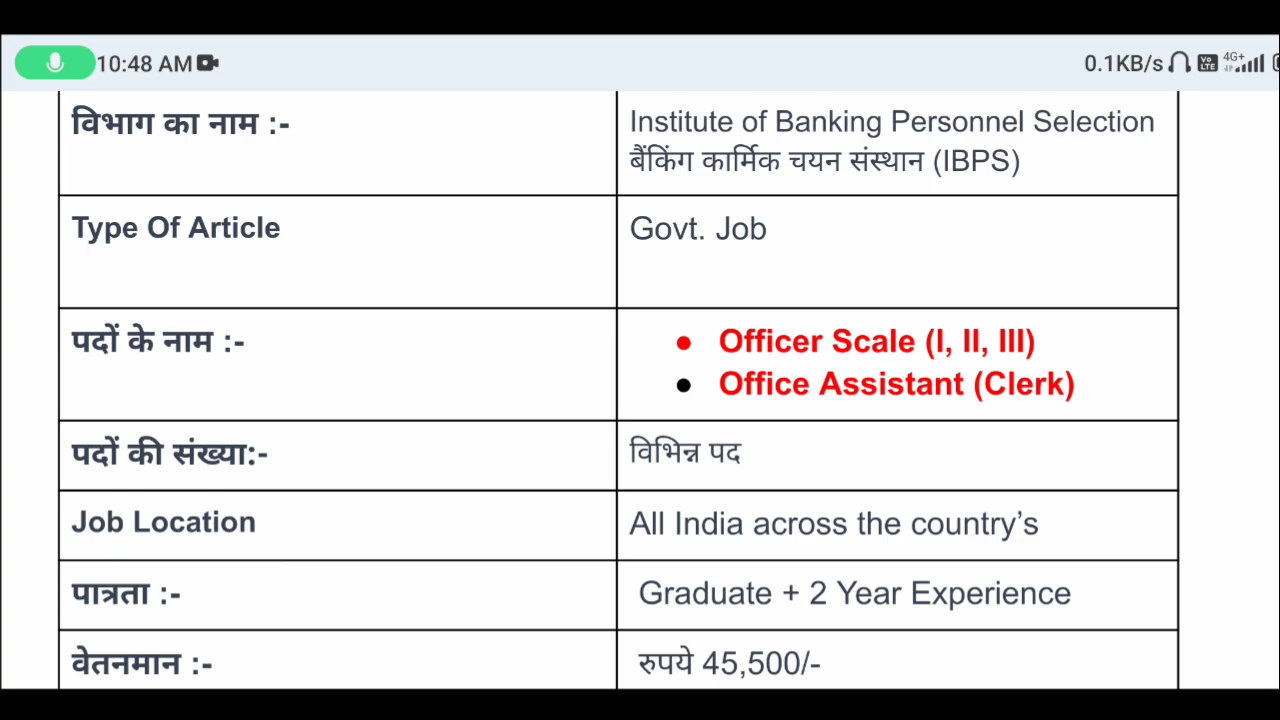 10:48 AM 0.1KB/s Vo LTE 4G+
विभाग का नाम :- Institute of Banking Personnel Selection
बैंकिंग कार्मिक चयन संस्थान (IBPS)
Type Of Article Govt. Job
पदों के नाम :- ● Officer Scale (I, II, III)
● Office Assistant (Clerk)
पदों की संख्या:- विभिन्न पद
Job Location All India across the country’s
पात्रता :- Graduate + 2 Year Experience
वेतनमान :- रुपये 45,500/-